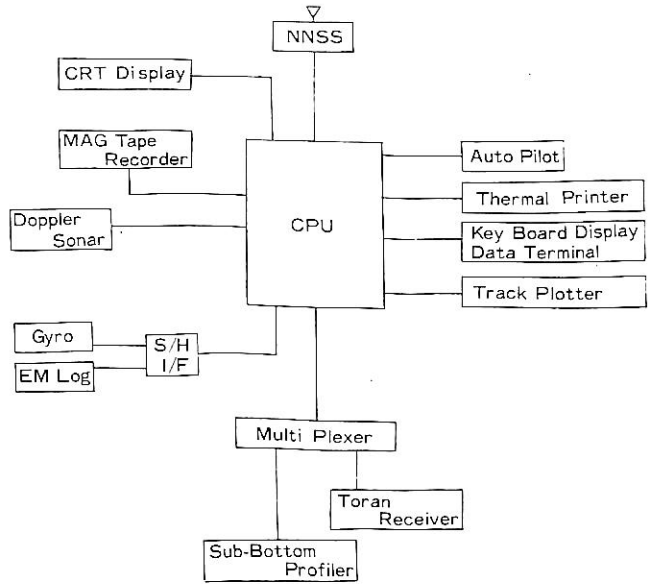 NNSS
CRT Display
MAG Tape
Recorder
Auto Pilot
Thermal Printer
CPU
Doppler
Sonar
Key Board Display
Data Terminal
Track Plotter
Gyro
S/H
I/F
EM Log
Multi Plexer
Toran
Receiver
Sub-Bottom
Profiler